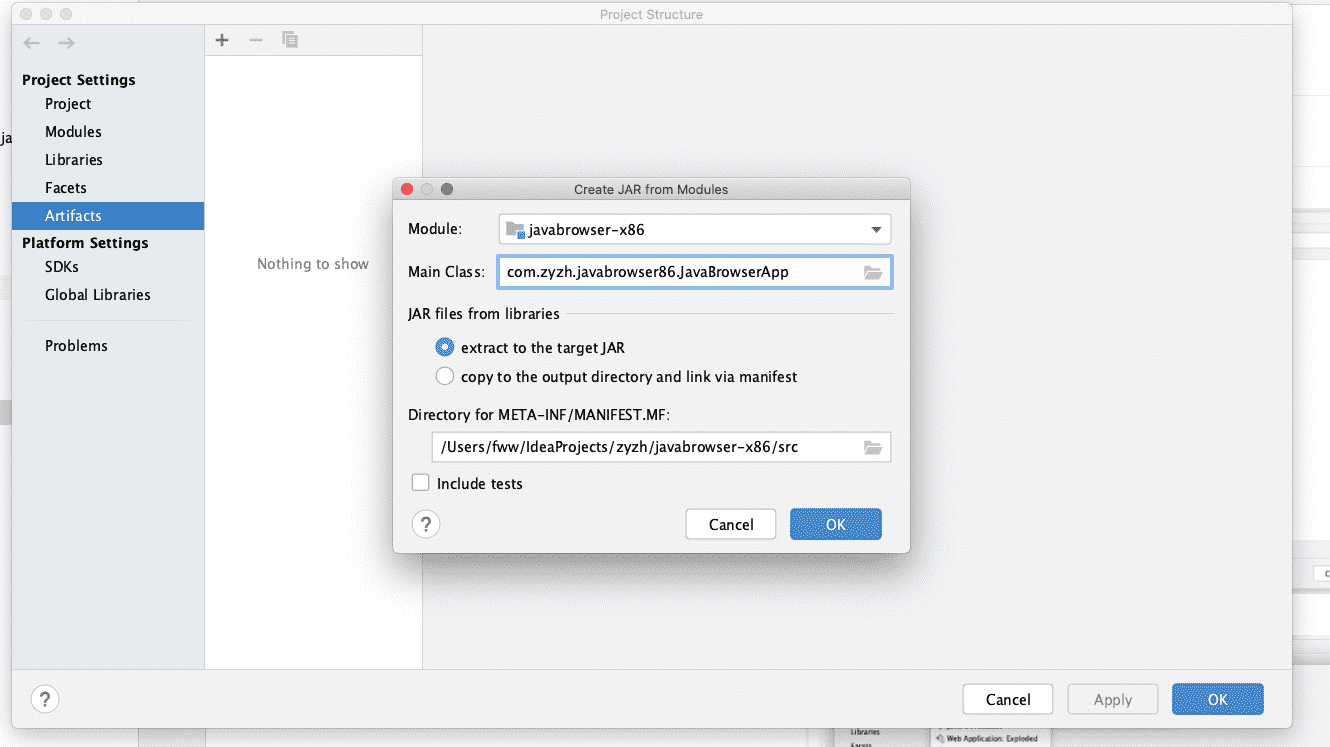 Project Structure
ja
Project Settings
Project
Modules
Libraries
Facets
Artifacts
Platform Settings
SDKs
Global Libraries
Problems
Nothing to show
Create JAR from Modules
Module: javabrowser-x86
Main Class: com.zyzh.javabrowser86.JavaBrowserApp
JAR files from libraries
extract to the target JAR
copy to the output directory and link via manifest
Directory for META-INF/MANIFEST.MF:
/Users/fww/IdeaProjects/zyzh/javabrowser-x86/src
Include tests
? Cancel OK
? Cancel Apply OK
Libraries
Facets
Web Application: Exploded